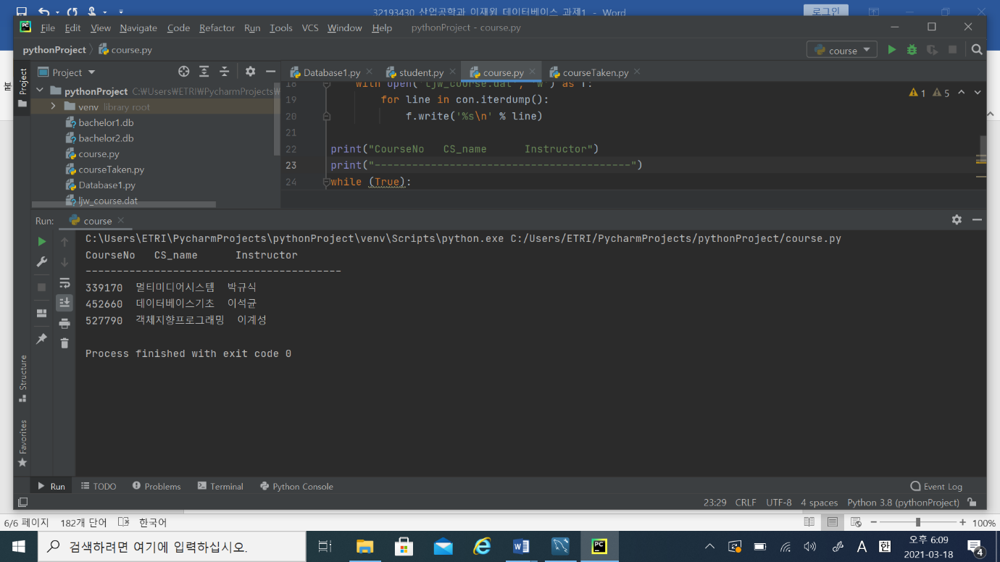 32193430 산업공학과 이재원 데이터베이스 과제1 - Word
로그인
File Edit View Navigate Code Refactor Run Tools VCS Window Help pythonProject - course.py
pythonProject course.py course
Project Database1.py student.py course.py courseTaken.py
Project
pythonProject C:\Users\ETRI\PycharmProjects\
venv library root
bachelor1.db
bachelor2.db
course.py
courseTaken.py
Database1.py
ljw_course.dat
18 with open('ljw_course.dat', 'w') as f:
1 5
19 for line in con.iterdump():
20 f.write('%s\n' % line)
21
22 print("CourseNo   CS_name      Instructor")
23 print("-----------------------------------------")
24 while (True):
Run: course
C:\Users\ETRI\PycharmProjects\pythonProject\venv\Scripts\python.exe C:/Users/ETRI/PycharmProjects/pythonProject/course.py
CourseNo   CS_name      Instructor
-----------------------------------------
339170  멀티미디어시스템  박규식
452660  데이터베이스기초  이석균
527790  객체지향프로그래밍  이계성
Process finished with exit code 0
Structure
Favorites
Run TODO Problems Terminal Python Console Event Log
23:29 CRLF UTF-8 4 spaces Python 3.8 (pythonProject)
6/6 페이지 182개 단어 한국어 100%
검색하려면 여기에 입력하십시오.
A 한
오후 6:09
2021-03-18
4